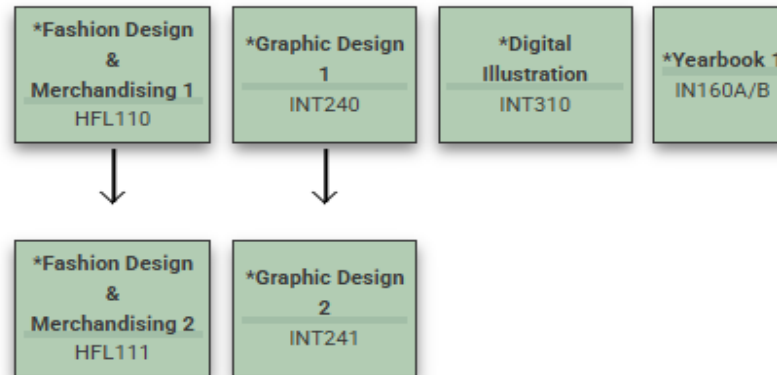 *Fashion Design
&
Merchandising 1
HFL110
*Graphic Design
1
INT240
*Digital
Illustration
INT310
*Yearbook 1
IN160A/B
*Fashion Design
&
Merchandising 2
HFL111
*Graphic Design
2
INT241